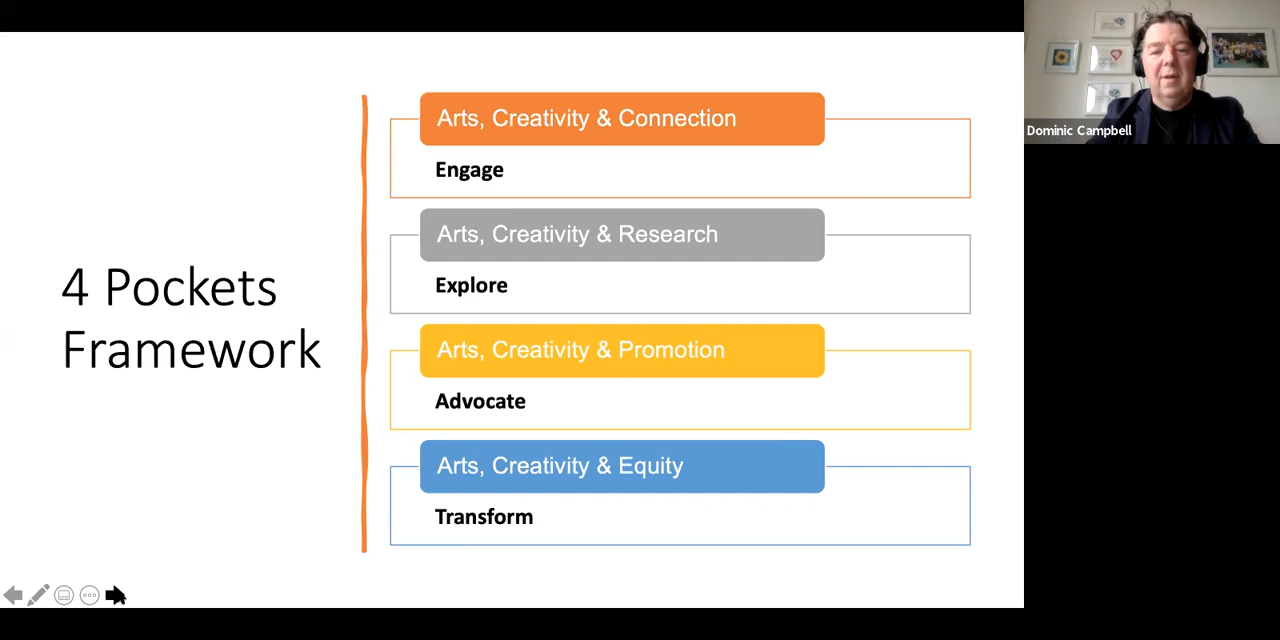 4 Pockets
Framework
Arts, Creativity & Connection
Engage
Arts, Creativity & Research
Explore
Arts, Creativity & Promotion
Advocate
Arts, Creativity & Equity
Transform
Dominic Campbell